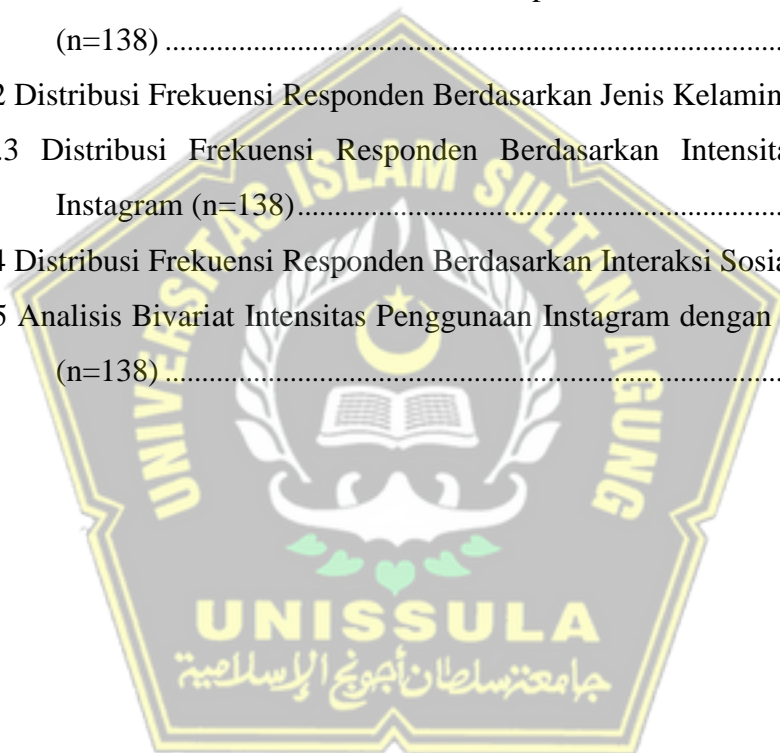 (n=138) ................................................................
2 Distribusi Frekuensi Responden Berdasarkan Jenis Kelamin
.3 Distribusi Frekuensi Responden Berdasarkan Intensita
Instagram (n=138)................................................................
4 Distribusi Frekuensi Responden Berdasarkan Interaksi Sosia
5 Analisis Bivariat Intensitas Penggunaan Instagram dengan
(n=138) ................................................................
UNIVERSITAS ISLAM SULTAN AGUNG
UNISSULA
جامعة سلطان أجونج الإسلامية